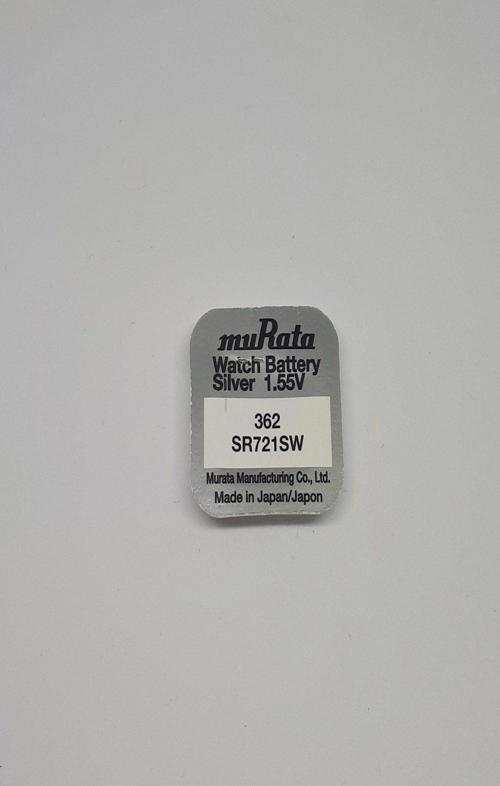 muRata
Watch Battery
Silver 1.55V
362
SR721SW
Murata Manufacturing Co., Ltd.
Made in Japan/Japon